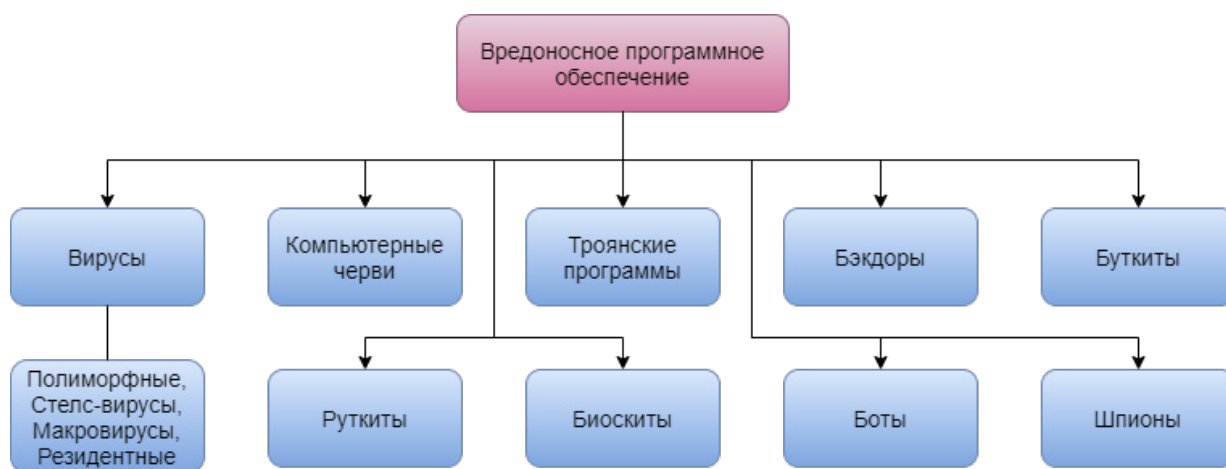 Вредоносное программное
обеспечение
Вирусы
Компьютерные
черви
Троянские
программы
Бэкдоры
Буткиты
Полиморфные,
Стелс-вирусы,
Макровирусы,
Резидентные
Руткиты
Биоскиты
Боты
Шпионы